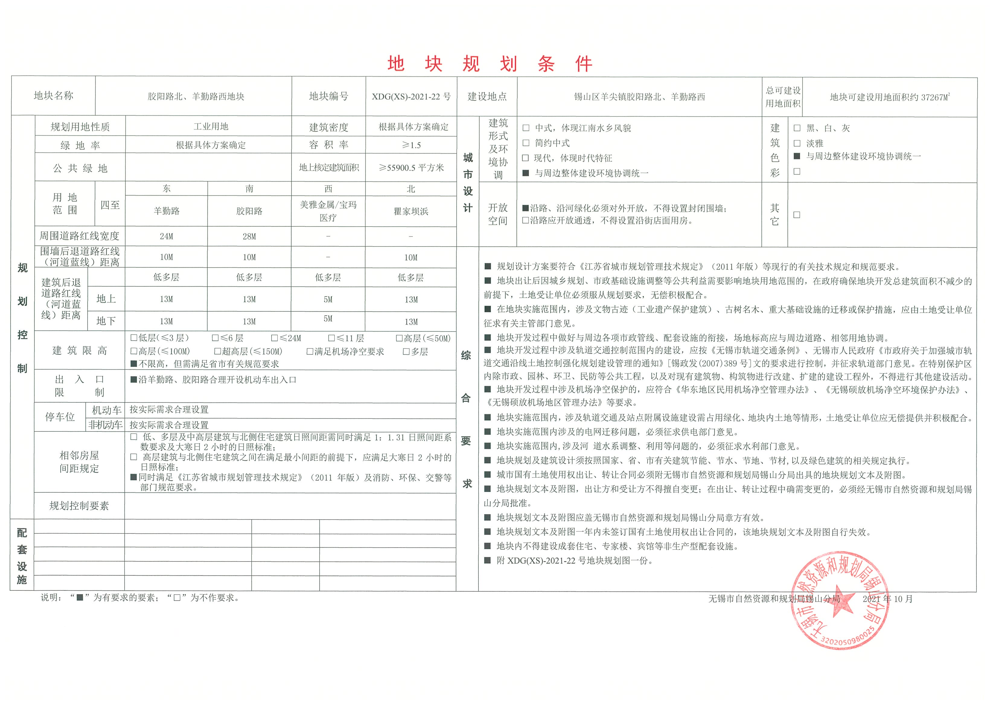 地块规划条件
地块名称
胶阳路北、羊勤路西地块
地块编号
XDG(XS)-2021-22 号
建设地点
锡山区羊尖镇胶阳路北、羊勤路西
总可建设
用地面积
地块可建设用地面积约 37267M²
规划控制
规划用地性质
工业用地
建筑密度
根据具体方案确定
绿地率
根据具体方案确定
容积率
≥1.5
公共绿地
地上核定建筑面积
≥55900.5 平方米
用地
范围
四至
东
南
西
北
羊勤路
胶阳路
美雅金属/宝玛
医疗
瞿家坝浜
周围道路红线宽度
24M
28M
–
–
围墙后退道路红线
（河道蓝线）距离
10M
10M
–
10M
建筑后退
道路红线
（河道蓝
线）距离
低多层
低多层
低多层
低多层
地上
13M
13M
5M
13M
地下
13M
13M
5M
13M
建筑限高
□低层(≤3 层) □≤6 层 □≤24M □≤11 层 □高层(≤50M)
□高层(≤100M) □超高层(≤150M) □满足机场净空要求 □多层
■不限高，但需满足省市有关规范要求
出入口
限制
■沿羊勤路、胶阳路合理开设机动车出入口
停车位
机动车
按实际需求合理设置
非机动车
按实际需求合理设置
相邻房屋
间距规定
□ 低、多层及中高层建筑与北侧住宅建筑日照间距需同时满足 1：1.31 日照间距系
数要求及大寒日 2 小时的日照标准；
□ 高层建筑与北侧住宅建筑之间在满足最小间距的前提下，应满足大寒日 2 小时的
日照标准；
■同时满足《江苏省城市规划管理技术规定》（2011 年版）及消防、环保、交警等
部门规范要求。
规划控制要素
配套设施
城市设计
建筑
形式
及环
境协
调
□ 中式，体现江南水乡风貌
□ 简约中式
□ 现代，体现时代特征
■ 与周边整体建设环境协调统一
建筑色彩
□ 黑、白、灰
□ 淡雅
■ 与周边整体建设环境协调统一
□
开放
空间
■沿路、沿河绿化必须对外开放，不得设置封闭围墙；
□沿路应开放通透，不得设置沿街店面用房。
其它
□
综合要求
■ 规划设计方案要符合《江苏省城市规划管理技术规定》（2011 年版）等现行的有关技术规定和规范要求。
■ 地块出让后因城乡规划、市政基础设施调整等公共利益需要影响地块用地范围的，在政府确保地块开发总建筑面积不减少的
前提下，土地受让单位必须服从规划要求，无偿积极配合。
■ 在地块实施范围内，涉及文物古迹（工业遗产保护建筑）、古树名木、重大基础设施的迁移或保护措施，应由土地受让单位
征求有关主管部门意见。
■ 地块开发过程中做好与周边各项市政管线、配套设施的衔接，场地标高应与周边道路、相邻用地协调。
■ 地块开发过程中涉及轨道交通控制范围内的建设，应按《无锡市轨道交通条例》、无锡市人民政府《市政府关于加强城市轨
道交通沿线土地控制强化规划建设管理的通知》[锡政发(2007)389 号]文的要求进行控制，并征求轨道部门意见。在特别保护区
内除市政、园林、环卫、民防等公共工程，以及对现有建筑物、构筑物进行改建、扩建的建设工程外，不得进行其他建设活动。
■ 地块开发过程中涉及机场净空保护的，应符合《华东地区民用机场净空管理办法》、《无锡硕放机场净空环境保护办法》、
《无锡硕放机场地区管理办法》等要求。
■ 地块实施范围内，涉及轨道交通及站点附属设施建设需占用绿化、地块内土地等情形，土地受让单位应无偿提供并积极配合。
■ 地块实施范围内涉及的电网迁移问题，必须征求供电部门意见。
■ 地块实施范围内,涉及河 道水系调整、利用等问题的，必须征求水利部门意见。
■ 地块规划及建筑设计须按照国家、省、市有关建筑节能、节水、节地、节材,以及绿色建筑的相关规定执行。
■ 城市国有土地使用权出让、转让合同必须附无锡市自然资源和规划局锡山分局出具的地块规划文本及附图。
■ 地块规划文本及附图，出让方和受让方不得擅自变更；在出让、转让过程中确需变更的，必须经无锡市自然资源和规划局锡
山分局批准。
■ 地块规划文本及附图应盖无锡市自然资源和规划局锡山分局章方有效。
■ 地块规划文本及附图一年内未签订国有土地使用权出让合同的，该地块规划文本及附图自行失效。
■ 地块内不得建设成套住宅、专家楼、宾馆等非生产型配套设施。
■ 附 XDG(XS)-2021-22 号地块规划图一份。
说明：“■”为有要求的要素；“□”为不作要求。
无锡市自然资源和规划局锡山分局 2021 年 10 月
无锡市自然资源和规划局锡山分局
3202050980025